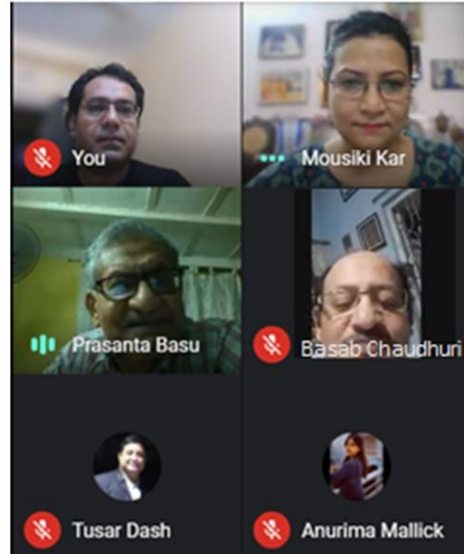 You
Mousiki Kar
Prasanta Basu
Basab Chaudhuri
Tusar Dash
Anurima Mallick